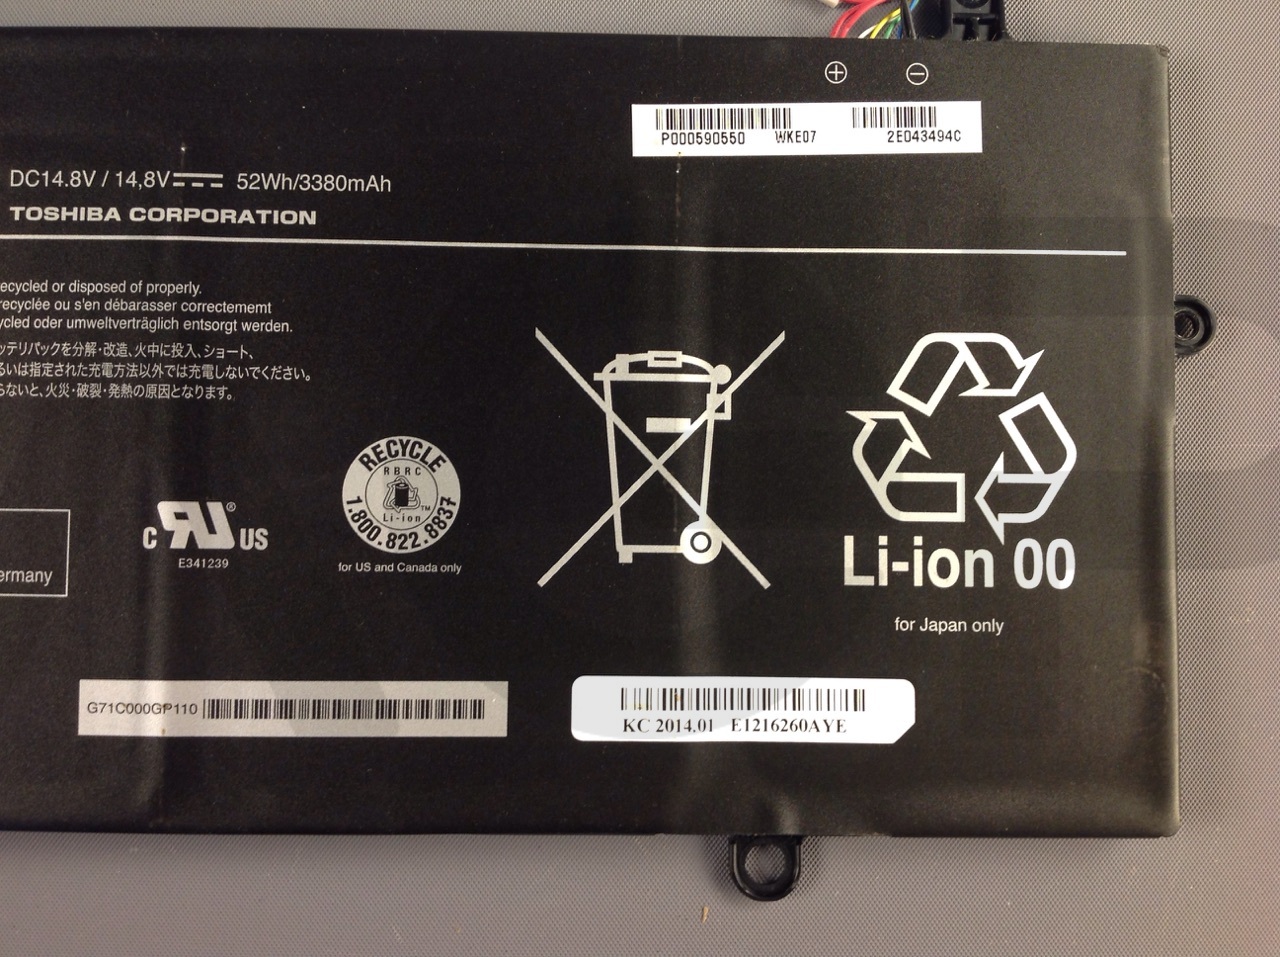 P000590550 WKE07 2E043494C
DC14.8V / 14,8V 52Wh/3380mAh
TOSHIBA CORPORATION
ecycled or disposed of properly.
recyclée ou s'en débarasser correctememt
ycled oder umweltverträglich entsorgt werden.
ッテリパックを分解・改造、火中に投入、ショート、
るいは指定された充電方法以外では充電しないでください。
らないと、火災・破裂・発熱の原因となります。
RECYCLE
RBRC
TM
Li-ion
1.800.822.8837
for US and Canada only
C RU® US
E341239
ermany
Li-ion 00
for Japan only
G71C000GP110
KC 2014.01 E1216260AYE